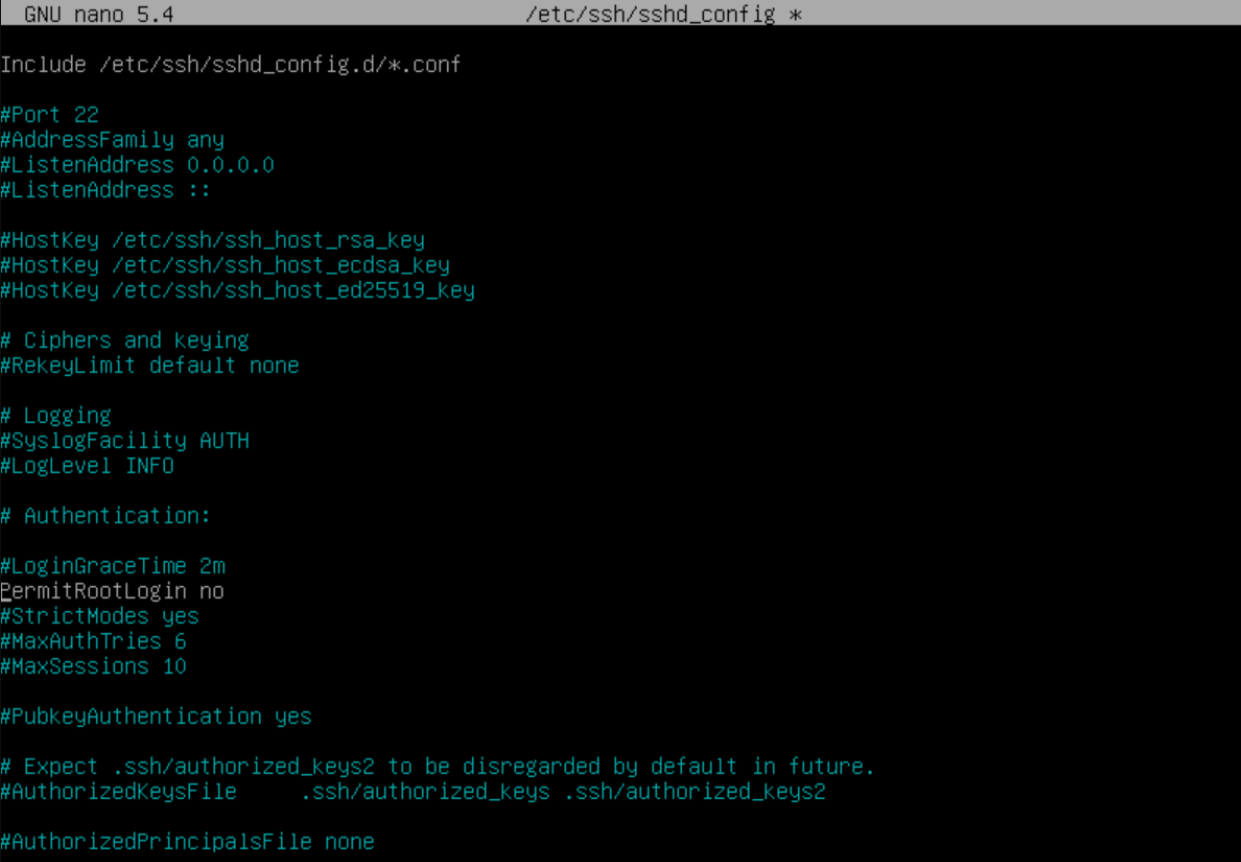 GNU nano 5.4 /etc/ssh/sshd_config *
Include /etc/ssh/sshd_config.d/*.conf
#Port 22
#AddressFamily any
#ListenAddress 0.0.0.0
#ListenAddress ::
#HostKey /etc/ssh/ssh_host_rsa_key
#HostKey /etc/ssh/ssh_host_ecdsa_key
#HostKey /etc/ssh/ssh_host_ed25519_key
# Ciphers and keying
#RekeyLimit default none
# Logging
#SyslogFacility AUTH
#LogLevel INFO
# Authentication:
#LoginGraceTime 2m
PermitRootLogin no
#StrictModes yes
#MaxAuthTries 6
#MaxSessions 10
#PubkeyAuthentication yes
# Expect .ssh/authorized_keys2 to be disregarded by default in future.
#AuthorizedKeysFile     .ssh/authorized_keys .ssh/authorized_keys2
#AuthorizedPrincipalsFile none